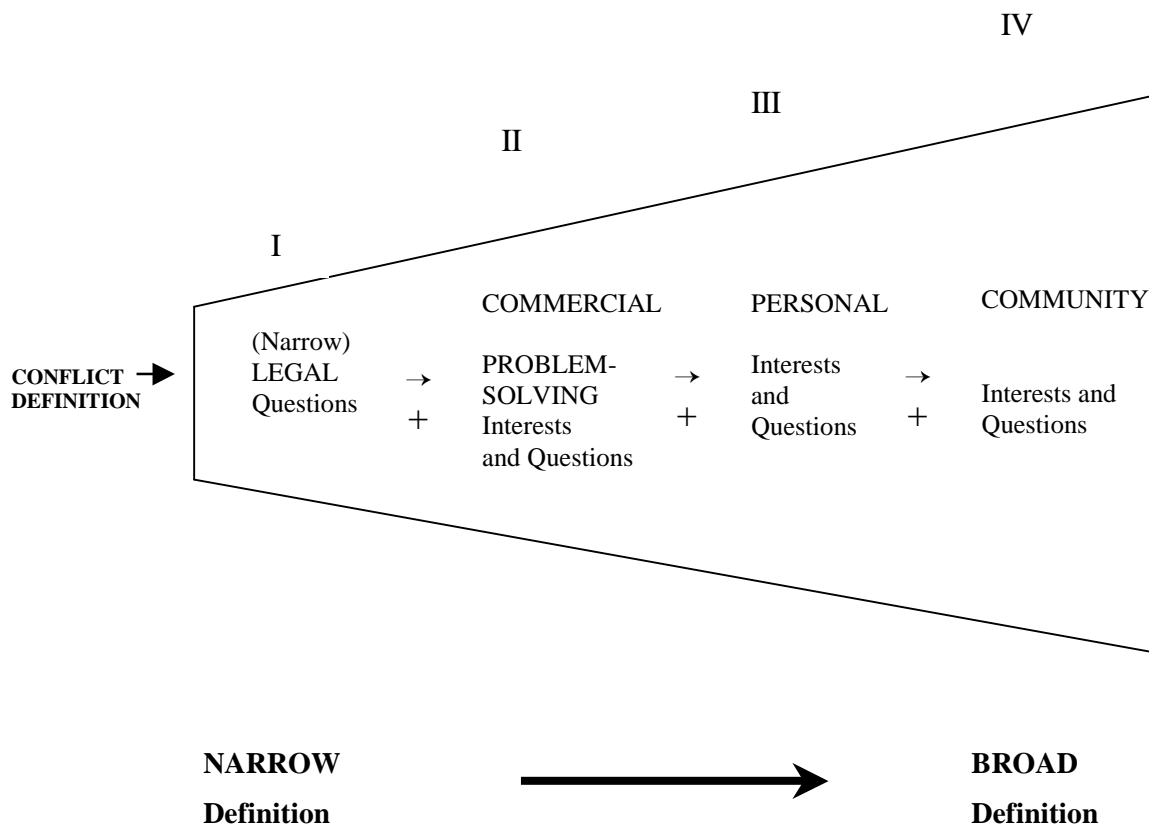 IV
III
II
I
CONFLICT
DEFINITION
(Narrow)
LEGAL
Questions
→
+
COMMERCIAL
PROBLEM-
SOLVING
Interests
and Questions
→
+
PERSONAL
Interests
and
Questions
→
+
COMMUNITY
Interests and
Questions
NARROW
Definition
BROAD
Definition